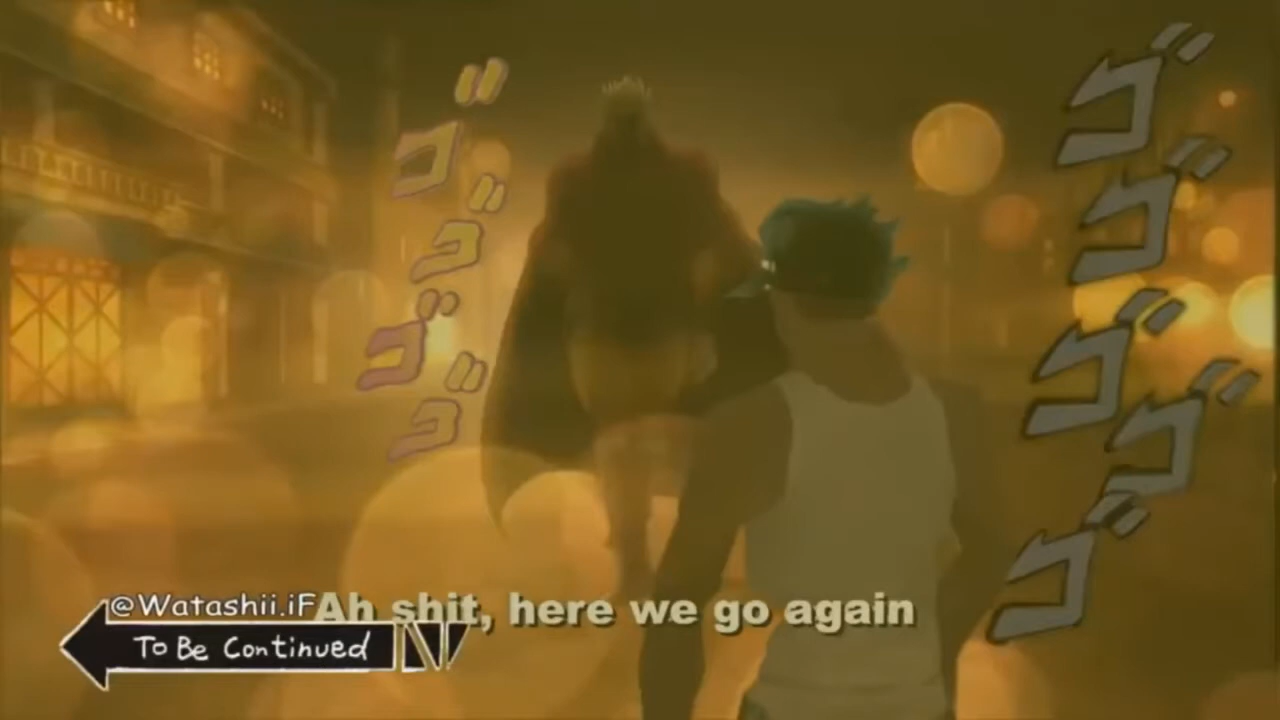 ゴゴゴゴ
ゴゴゴゴゴ
@Watashii.iF
Ah shit, here we go again
To Be Continued